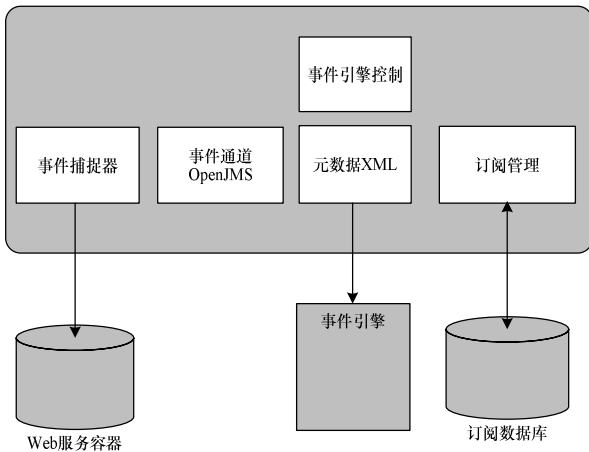 事件引擎控制
事件捕捉器
事件通道
OpenJMS
元数据XML
订阅管理
事件引擎
Web服务容器
订阅数据库